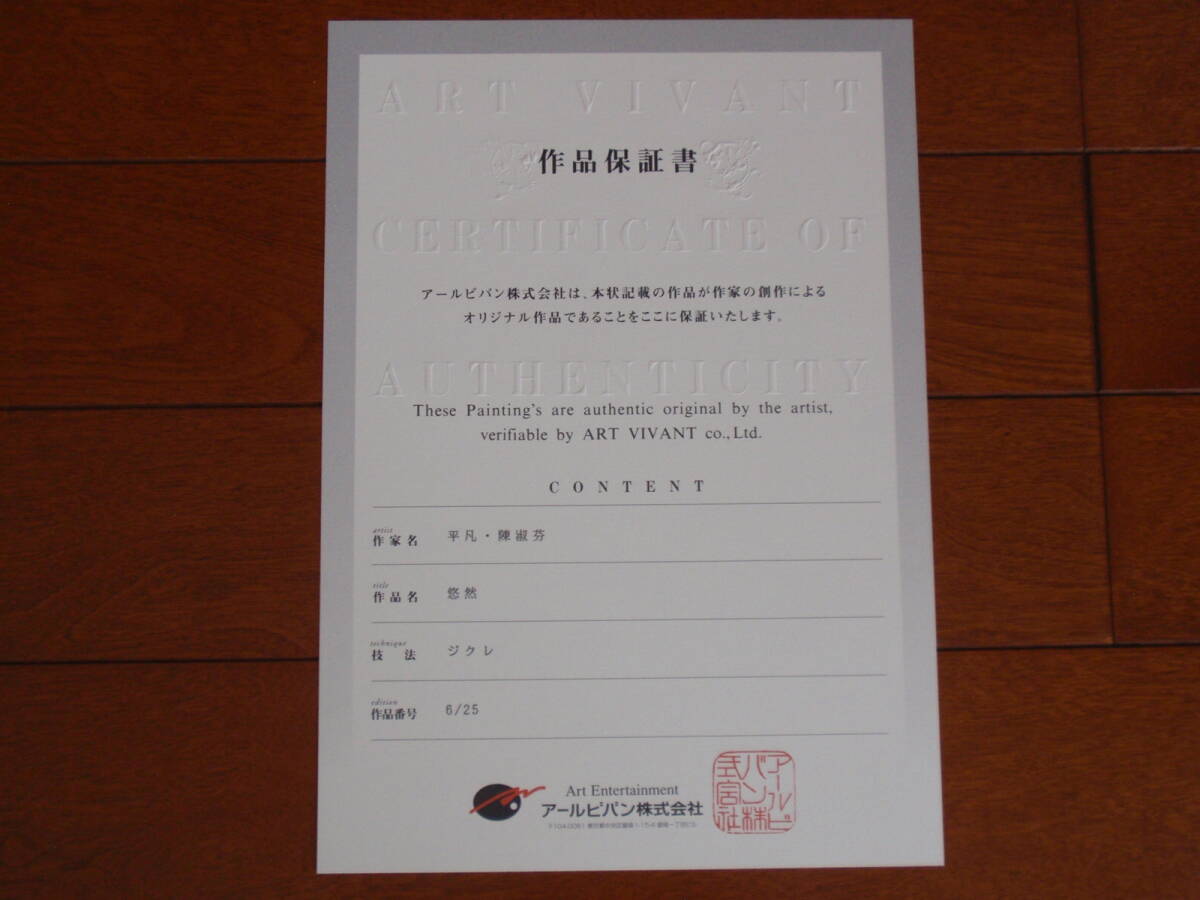 ART VIVANT
作品保証書
CERTIFICATE OF
アールビバン株式会社は、本状記載の作品が作家の創作による
オリジナル作品であることをここに保証いたします。
AUTHENTICITY
These Painting's are authentic original by the artist,
verifiable by ART VIVANT co., Ltd.
CONTENT
artist
作家名 平凡・陳淑芬
title
作品名 悠然
technique
技法 ジクレ
edition
作品番号 6/25
Art Entertainment
アールビバン株式会社
〒104-0061
アールビ
バン株
式会社